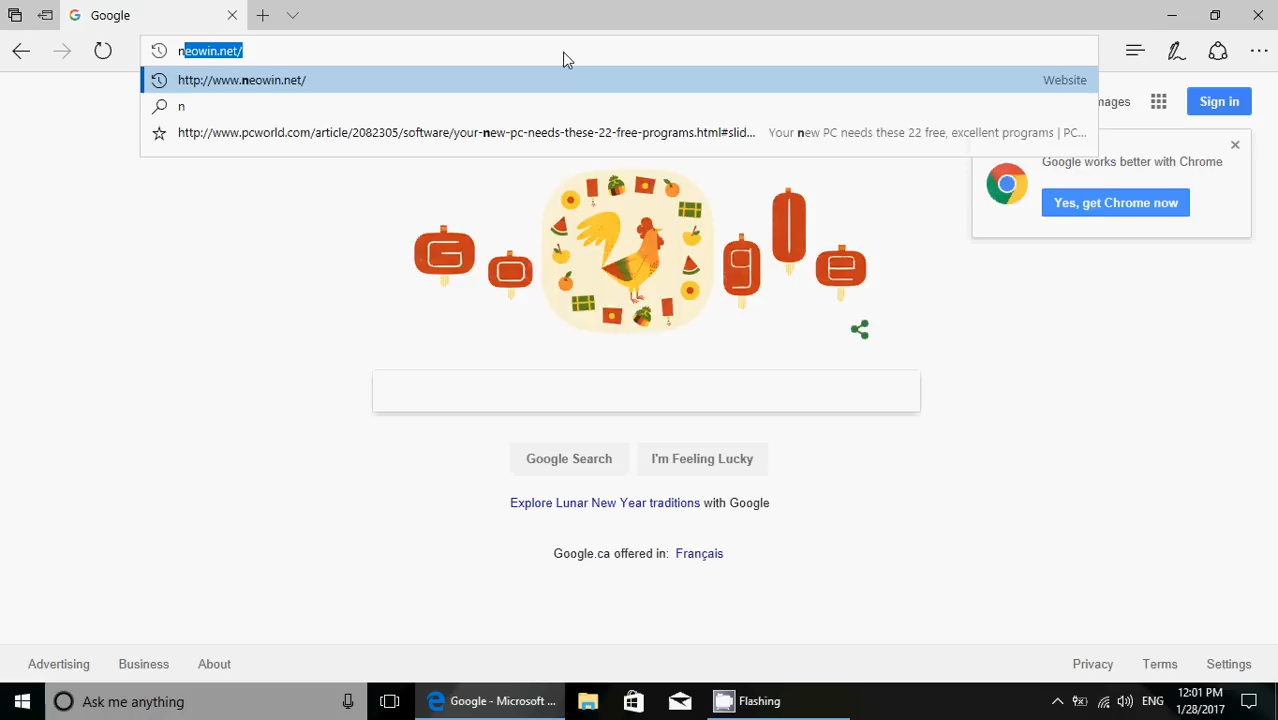 Google
neowin.net/
http://www.neowin.net/ Website
n
http://www.pcworld.com/article/2082305/software/your-new-pc-needs-these-22-free-programs.html#slid... Your new PC needs these 22 free, excellent programs | PC...
mages
Sign in
Google works better with Chrome
Yes, get Chrome now
G o g l e
Google Search
I'm Feeling Lucky
Explore Lunar New Year traditions with Google
Google.ca offered in: Français
Advertising Business About Privacy Terms Settings
Ask me anything
Google - Microsoft ...
Flashing
ENG
12:01 PM
1/28/2017